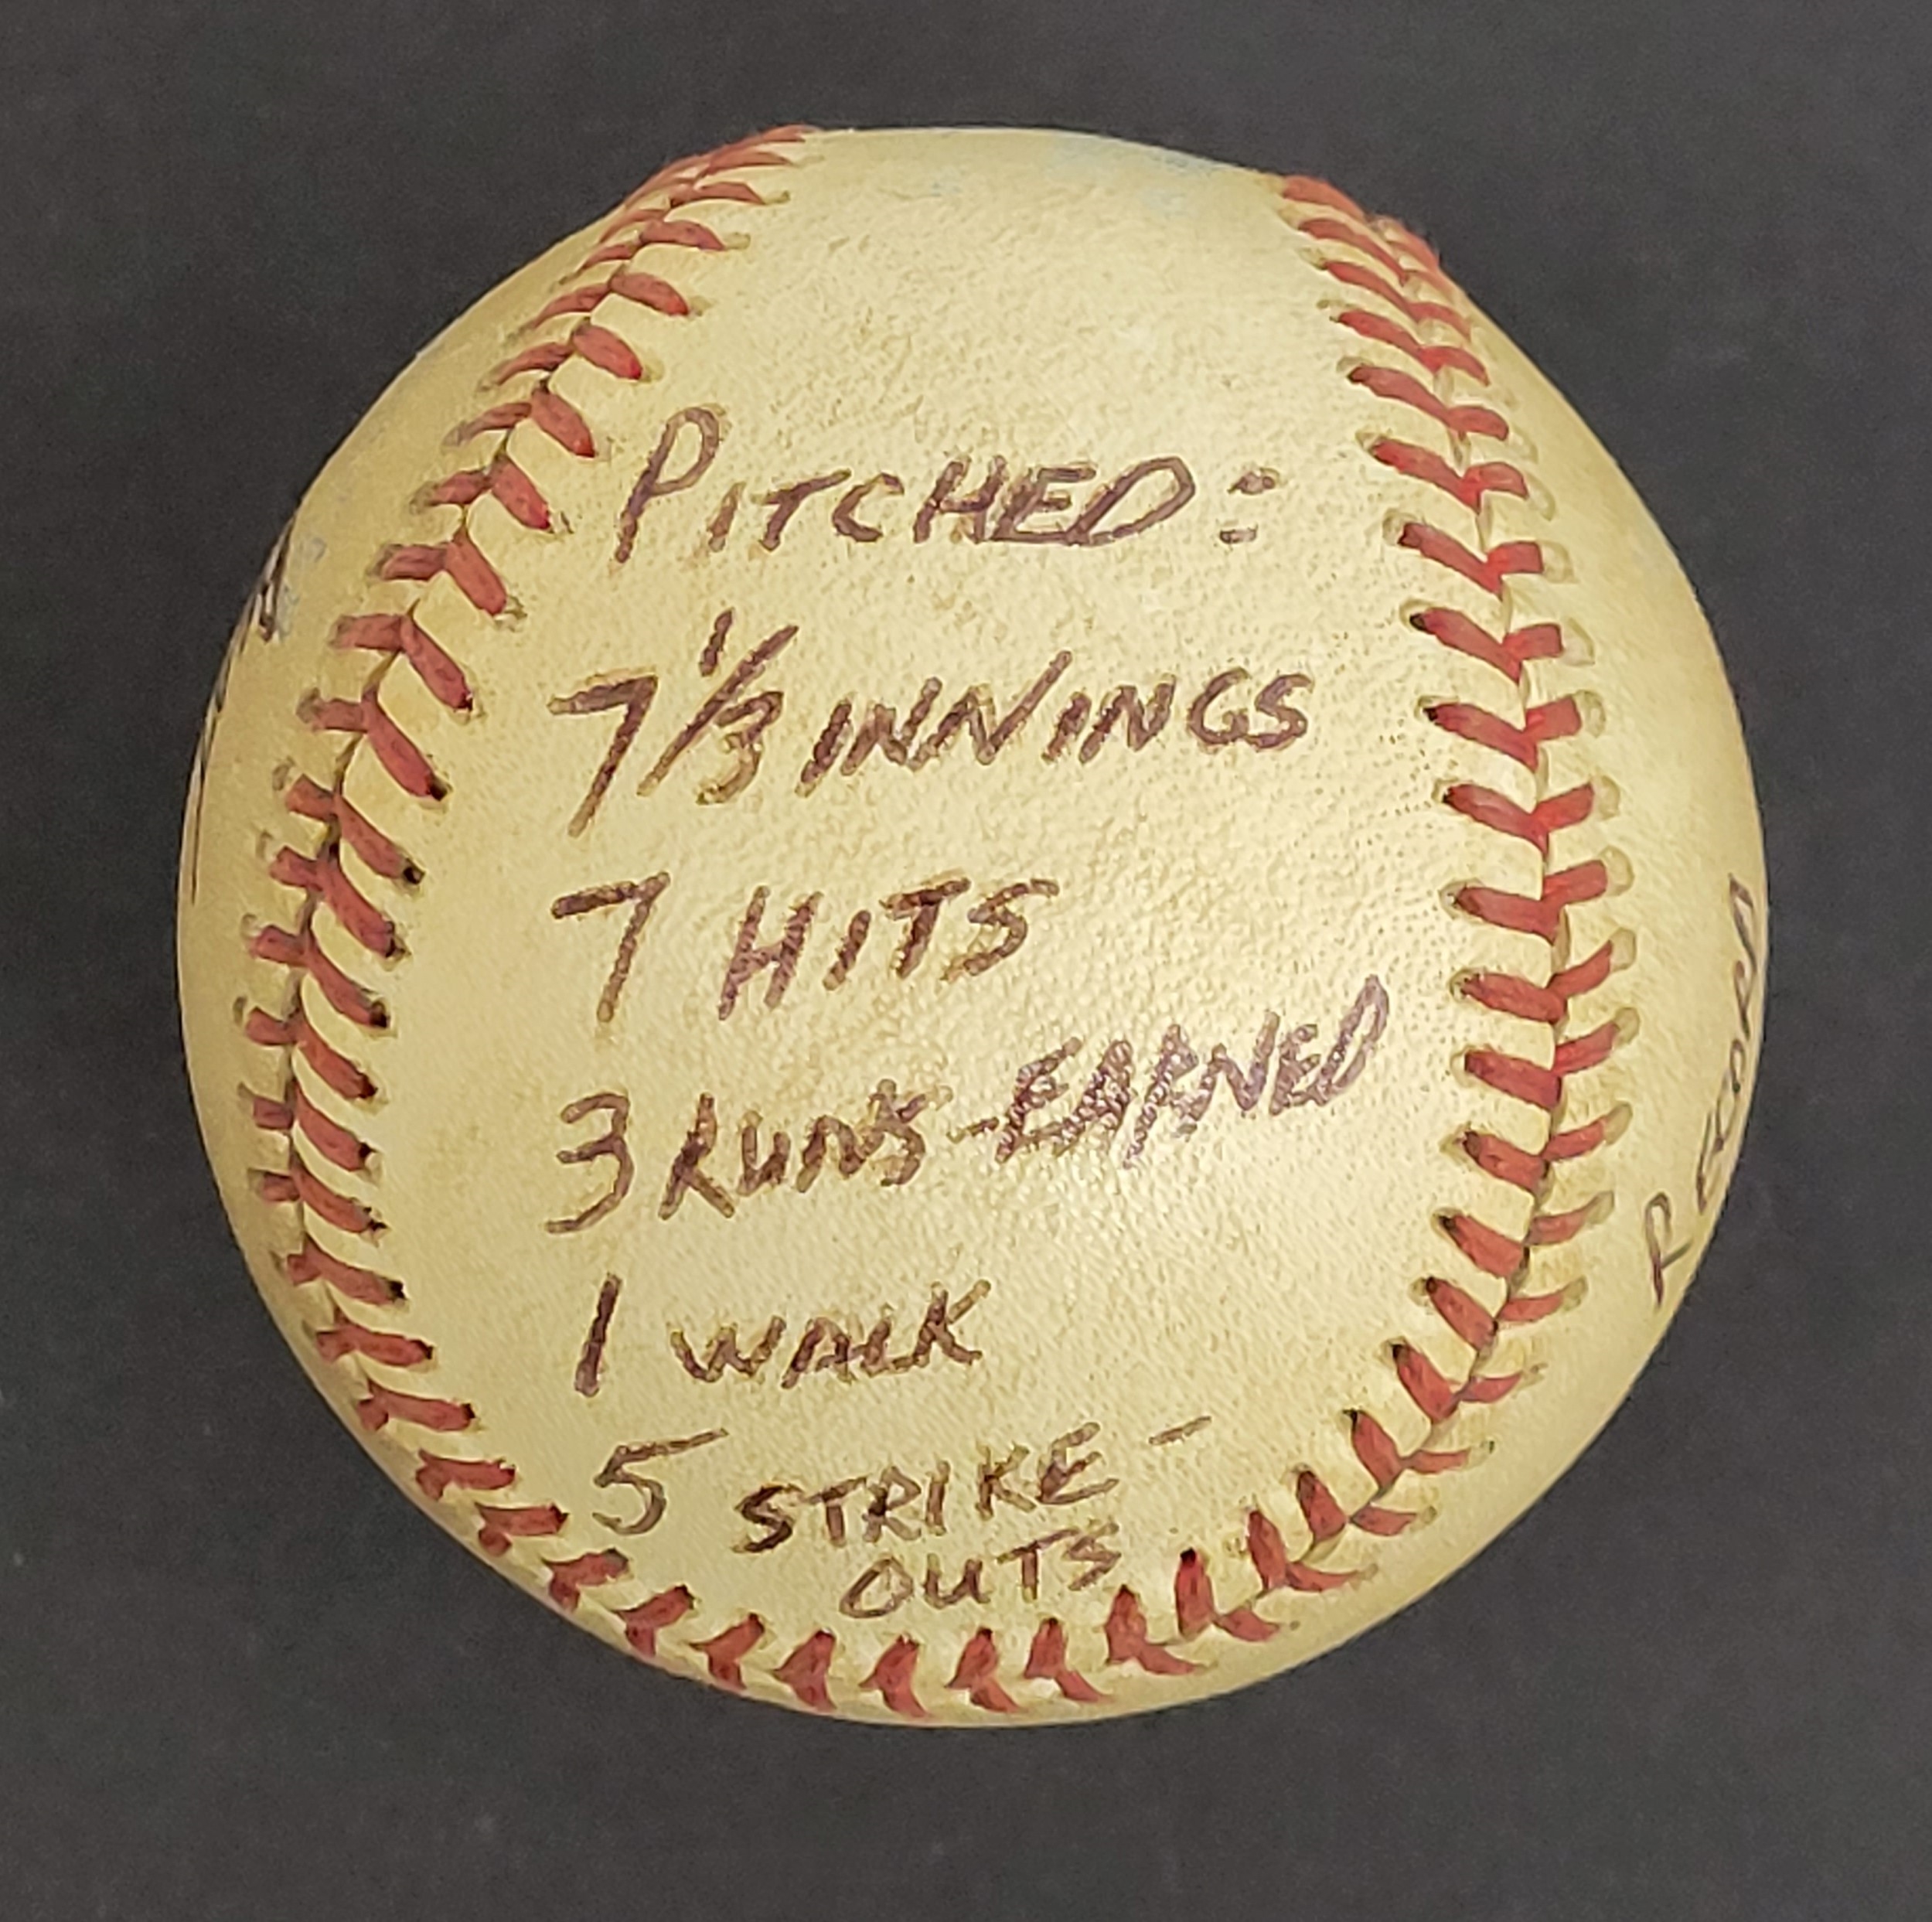 PITCHED:
7 1/3 INNINGS
7 HITS
3 RUNS - EARNED
1 WALK
5 STRIKE-
OUTS
RECORD